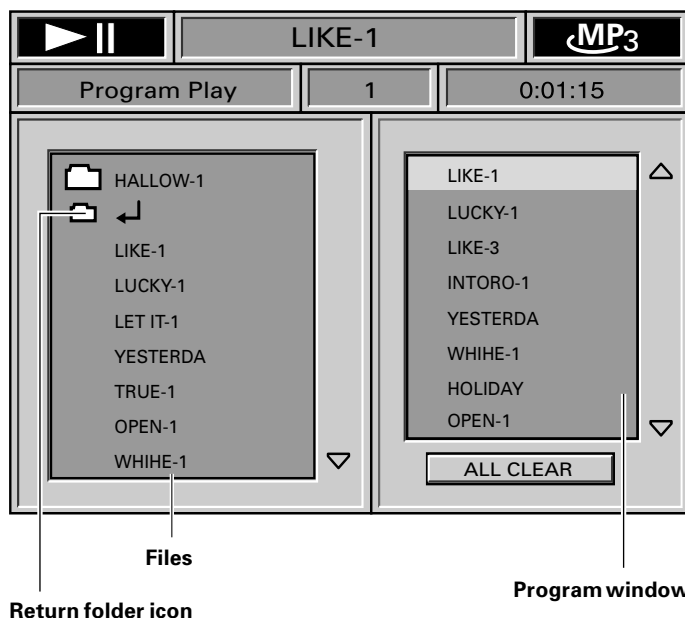 LIKE-1
MP3
Program Play
1
0:01:15
HALLOW-1
LIKE-1
LUCKY-1
LET IT-1
YESTERDA
TRUE-1
OPEN-1
WHIHE-1
LIKE-1
LUCKY-1
LIKE-3
INTORO-1
YESTERDA
WHIHE-1
HOLIDAY
OPEN-1
ALL CLEAR
Files
Program window
Return folder icon